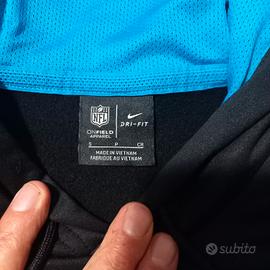 NFL
DRI-FIT
ONFIELD
APPAREL
S P CH
MADE IN VIETNAM
FABRIQUÉ AU VIETNAM
subito